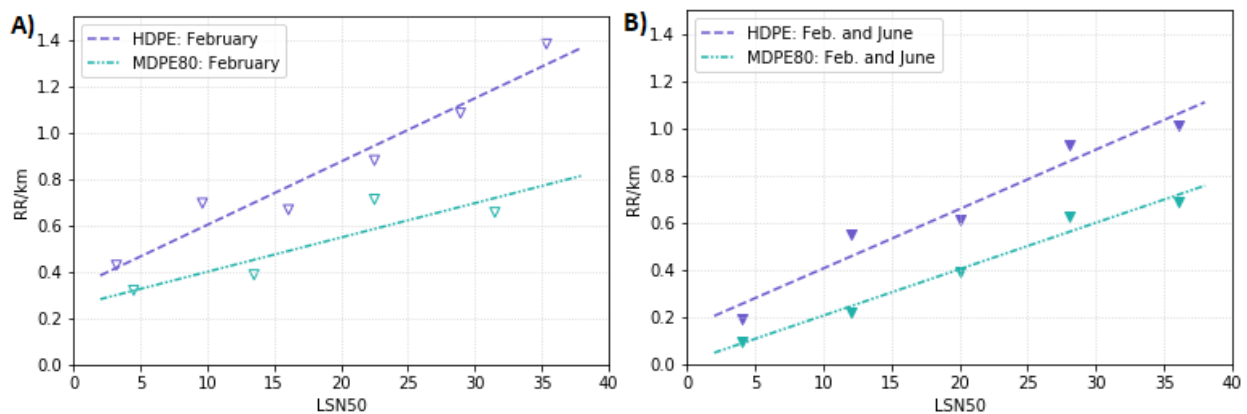 A)
HDPE: February
MDPE80: February
RR/km
1.4
1.2
1.0
0.8
0.6
0.4
0.2
0.0
0 5 10 15 20 25 30 35 40
LSN50
B)
HDPE: Feb. and June
MDPE80: Feb. and June
RR/km
1.4
1.2
1.0
0.8
0.6
0.4
0.2
0.0
0 5 10 15 20 25 30 35 40
LSN50